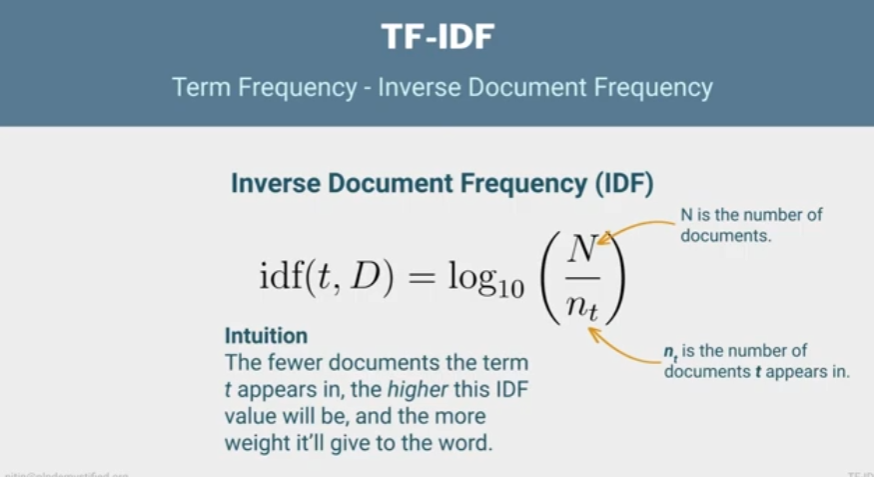 TF-IDF
Term Frequency - Inverse Document Frequency
Inverse Document Frequency (IDF)
N is the number of
documents.
idf(t, D) = log₁₀ (N / nₜ)
Intuition
The fewer documents the term
t appears in, the higher this IDF
value will be, and the more
weight it'll give to the word.
nₜ is the number of
documents t appears in.